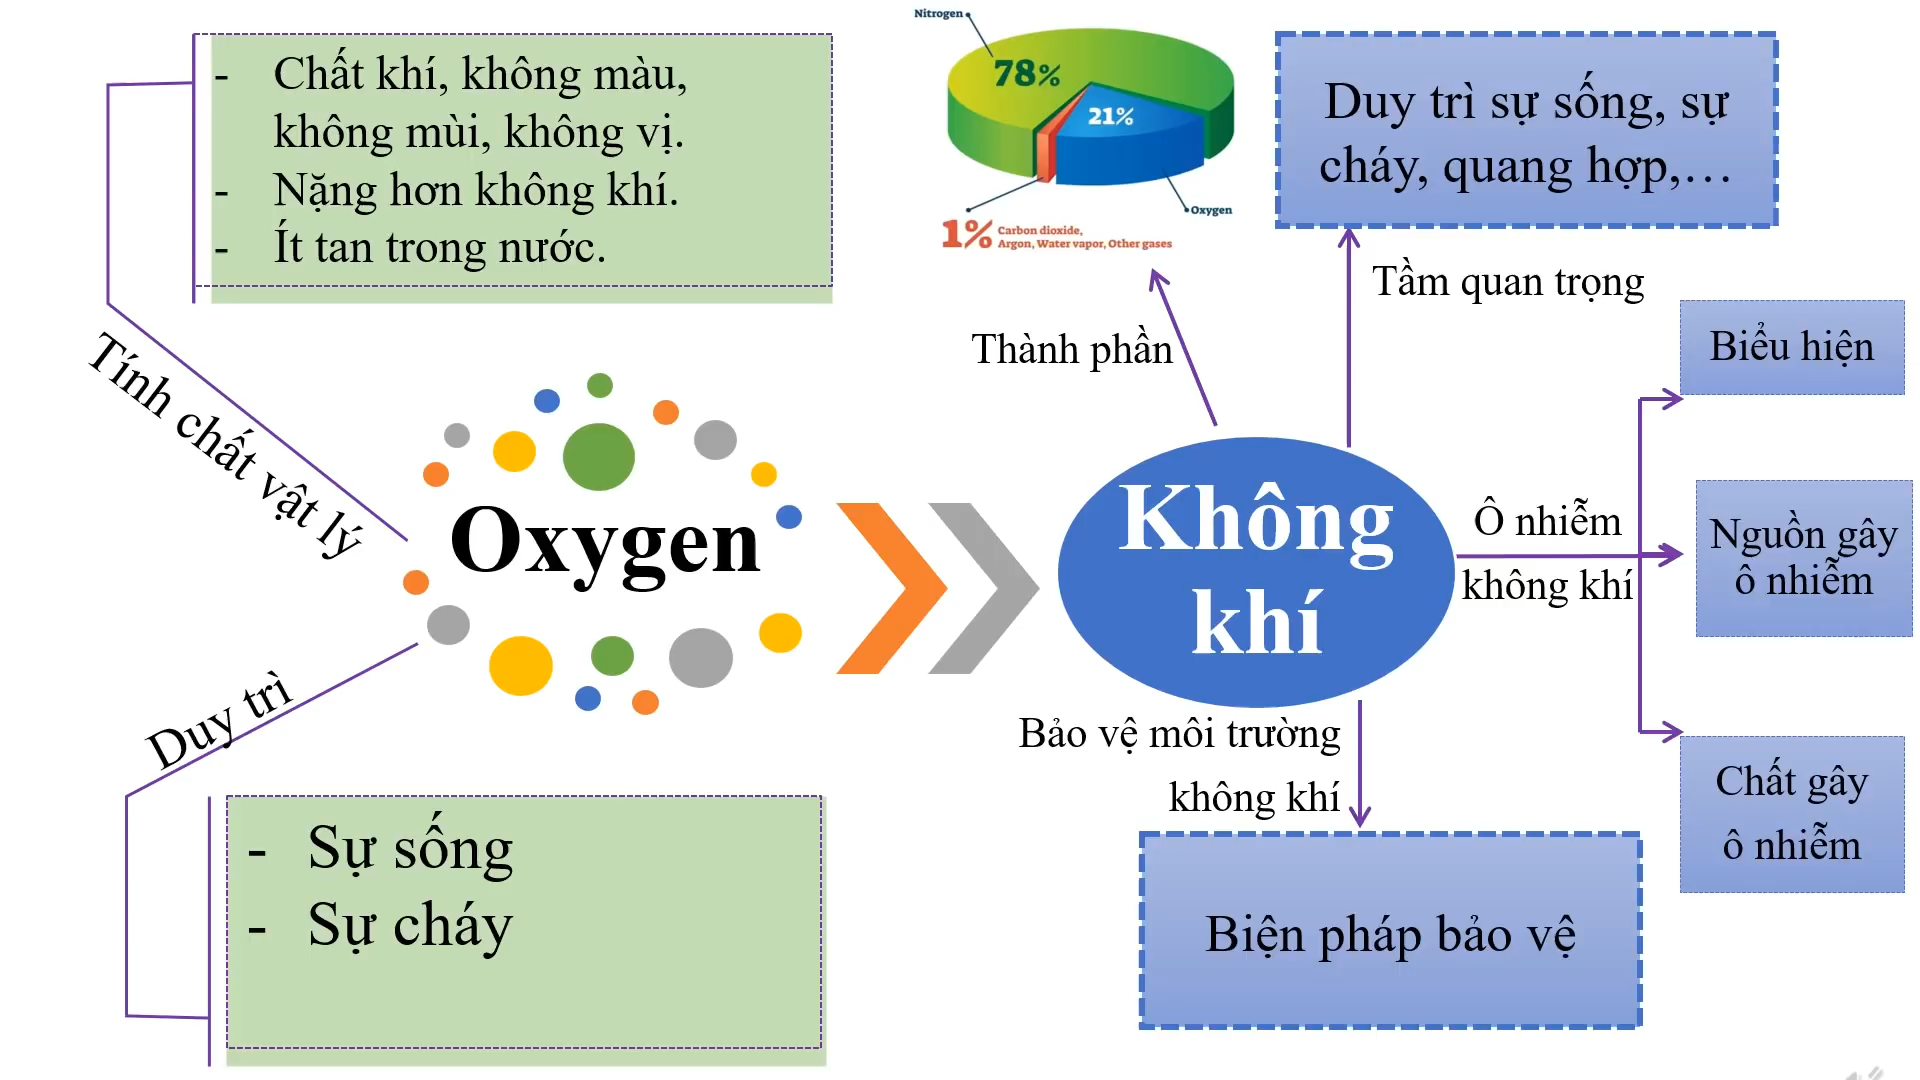 - Chất khí, không màu,
không mùi, không vị.
- Nặng hơn không khí.
- Ít tan trong nước.
Tính chất vật lý
Oxygen
Duy trì
- Sự sống
- Sự cháy
Nitrogen
78%
21%
Oxygen
1% Carbon dioxide,
Argon, Water vapor, Other gases
Thành phần
Duy trì sự sống, sự
cháy, quang hợp,...
Tầm quan trọng
Không
khí
Ô nhiễm
không khí
Biểu hiện
Nguồn gây
ô nhiễm
Chất gây
ô nhiễm
Bảo vệ môi trường
không khí
Biện pháp bảo vệ